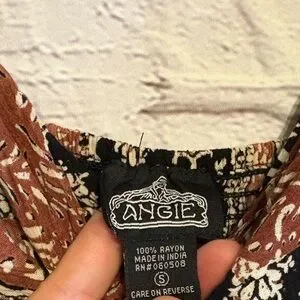 ANGIE
100% RAYON
MADE IN INDIA
RN#060508
S
CARE ON REVERSE